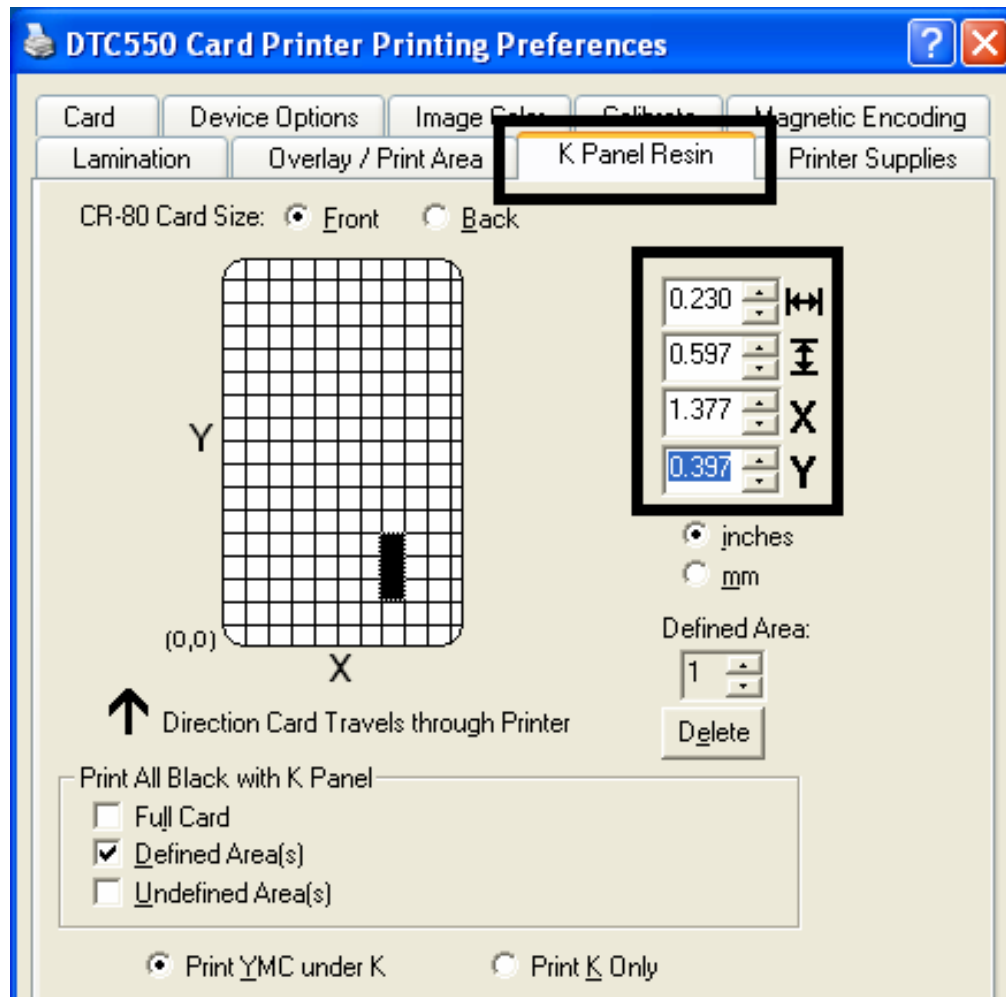 DTC550 Card Printer Printing Preferences
Card Device Options Image Color Calibrate Magnetic Encoding
Lamination Overlay / Print Area K Panel Resin Printer Supplies
CR-80 Card Size: Front Back
0.230
0.597
1.377 X
Y
0.397 Y
inches
mm
(0,0)
X
Defined Area:
1
Direction Card Travels through Printer
Delete
Print All Black with K Panel
Full Card
Defined Area(s)
Undefined Area(s)
Print YMC under K Print K Only